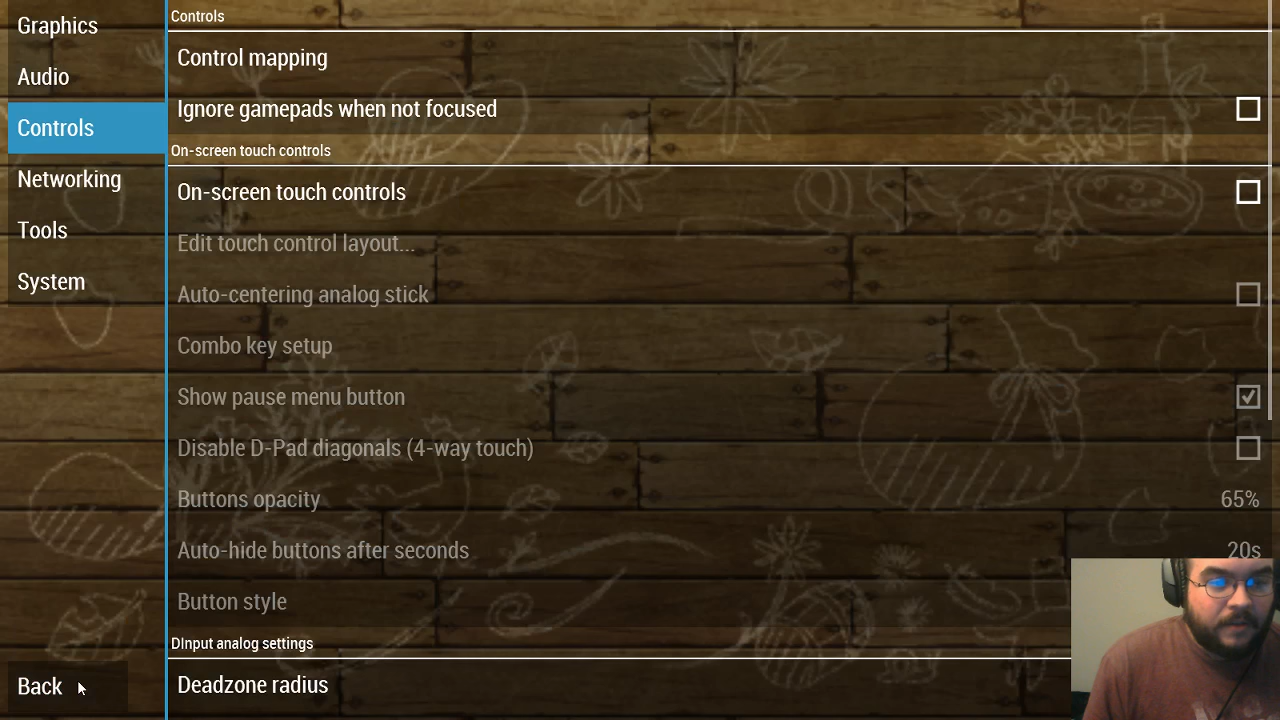 Graphics
Audio
Controls
Networking
Tools
System
Back
Controls
Control mapping
Ignore gamepads when not focused
On-screen touch controls
On-screen touch controls
Edit touch control layout...
Auto-centering analog stick
Combo key setup
Show pause menu button
Disable D-Pad diagonals (4-way touch)
Buttons opacity 65%
Auto-hide buttons after seconds 20s
Button style
DInput analog settings
Deadzone radius